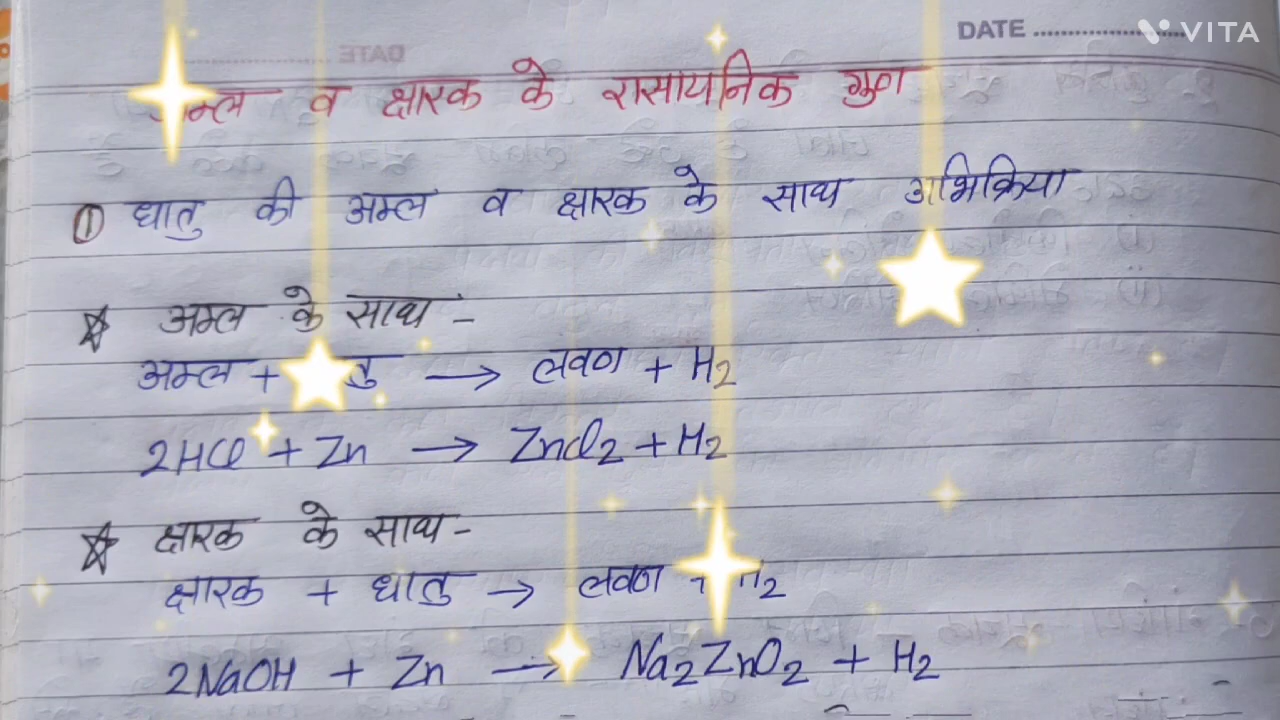 DATE ........................ VITA
अम्ल व क्षारक के रासायनिक गुण
① धातु की अम्ल व क्षारक के साथ अभिक्रिया
☆ अम्ल के साथ -
अम्ल + धातु → लवण + H2
2HCl + Zn → ZnCl2 + H2
☆ क्षारक के साथ -
क्षारक + धातु → लवण + H2
2NaOH + Zn → Na2ZnO2 + H2